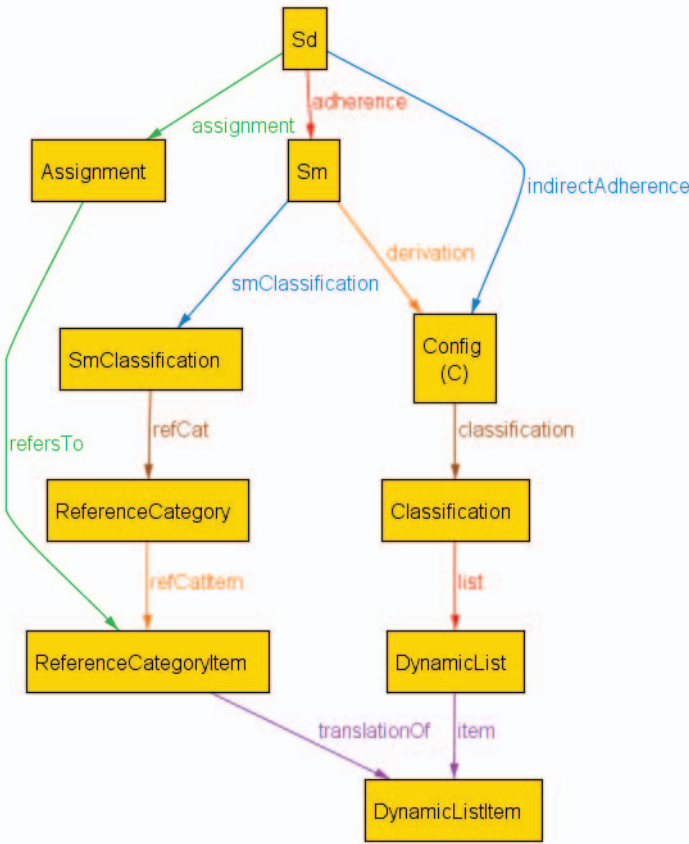 Sd
adherence
assignment
Assignment
Sm
indirectAdherence
derivation
smClassification
SmClassification
Config
(C)
refCat
classification
refersTo
ReferenceCategory
Classification
refCatItem
list
ReferenceCategoryItem
DynamicList
translationOf
item
DynamicListItem